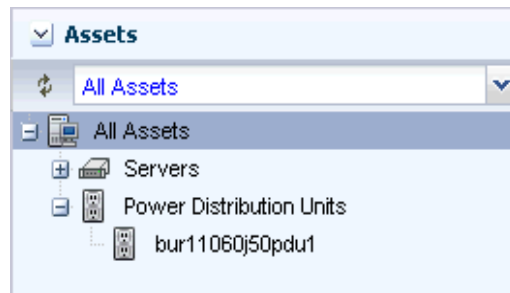 Assets
All Assets
All Assets
Servers
Power Distribution Units
bur11060j50pdu1